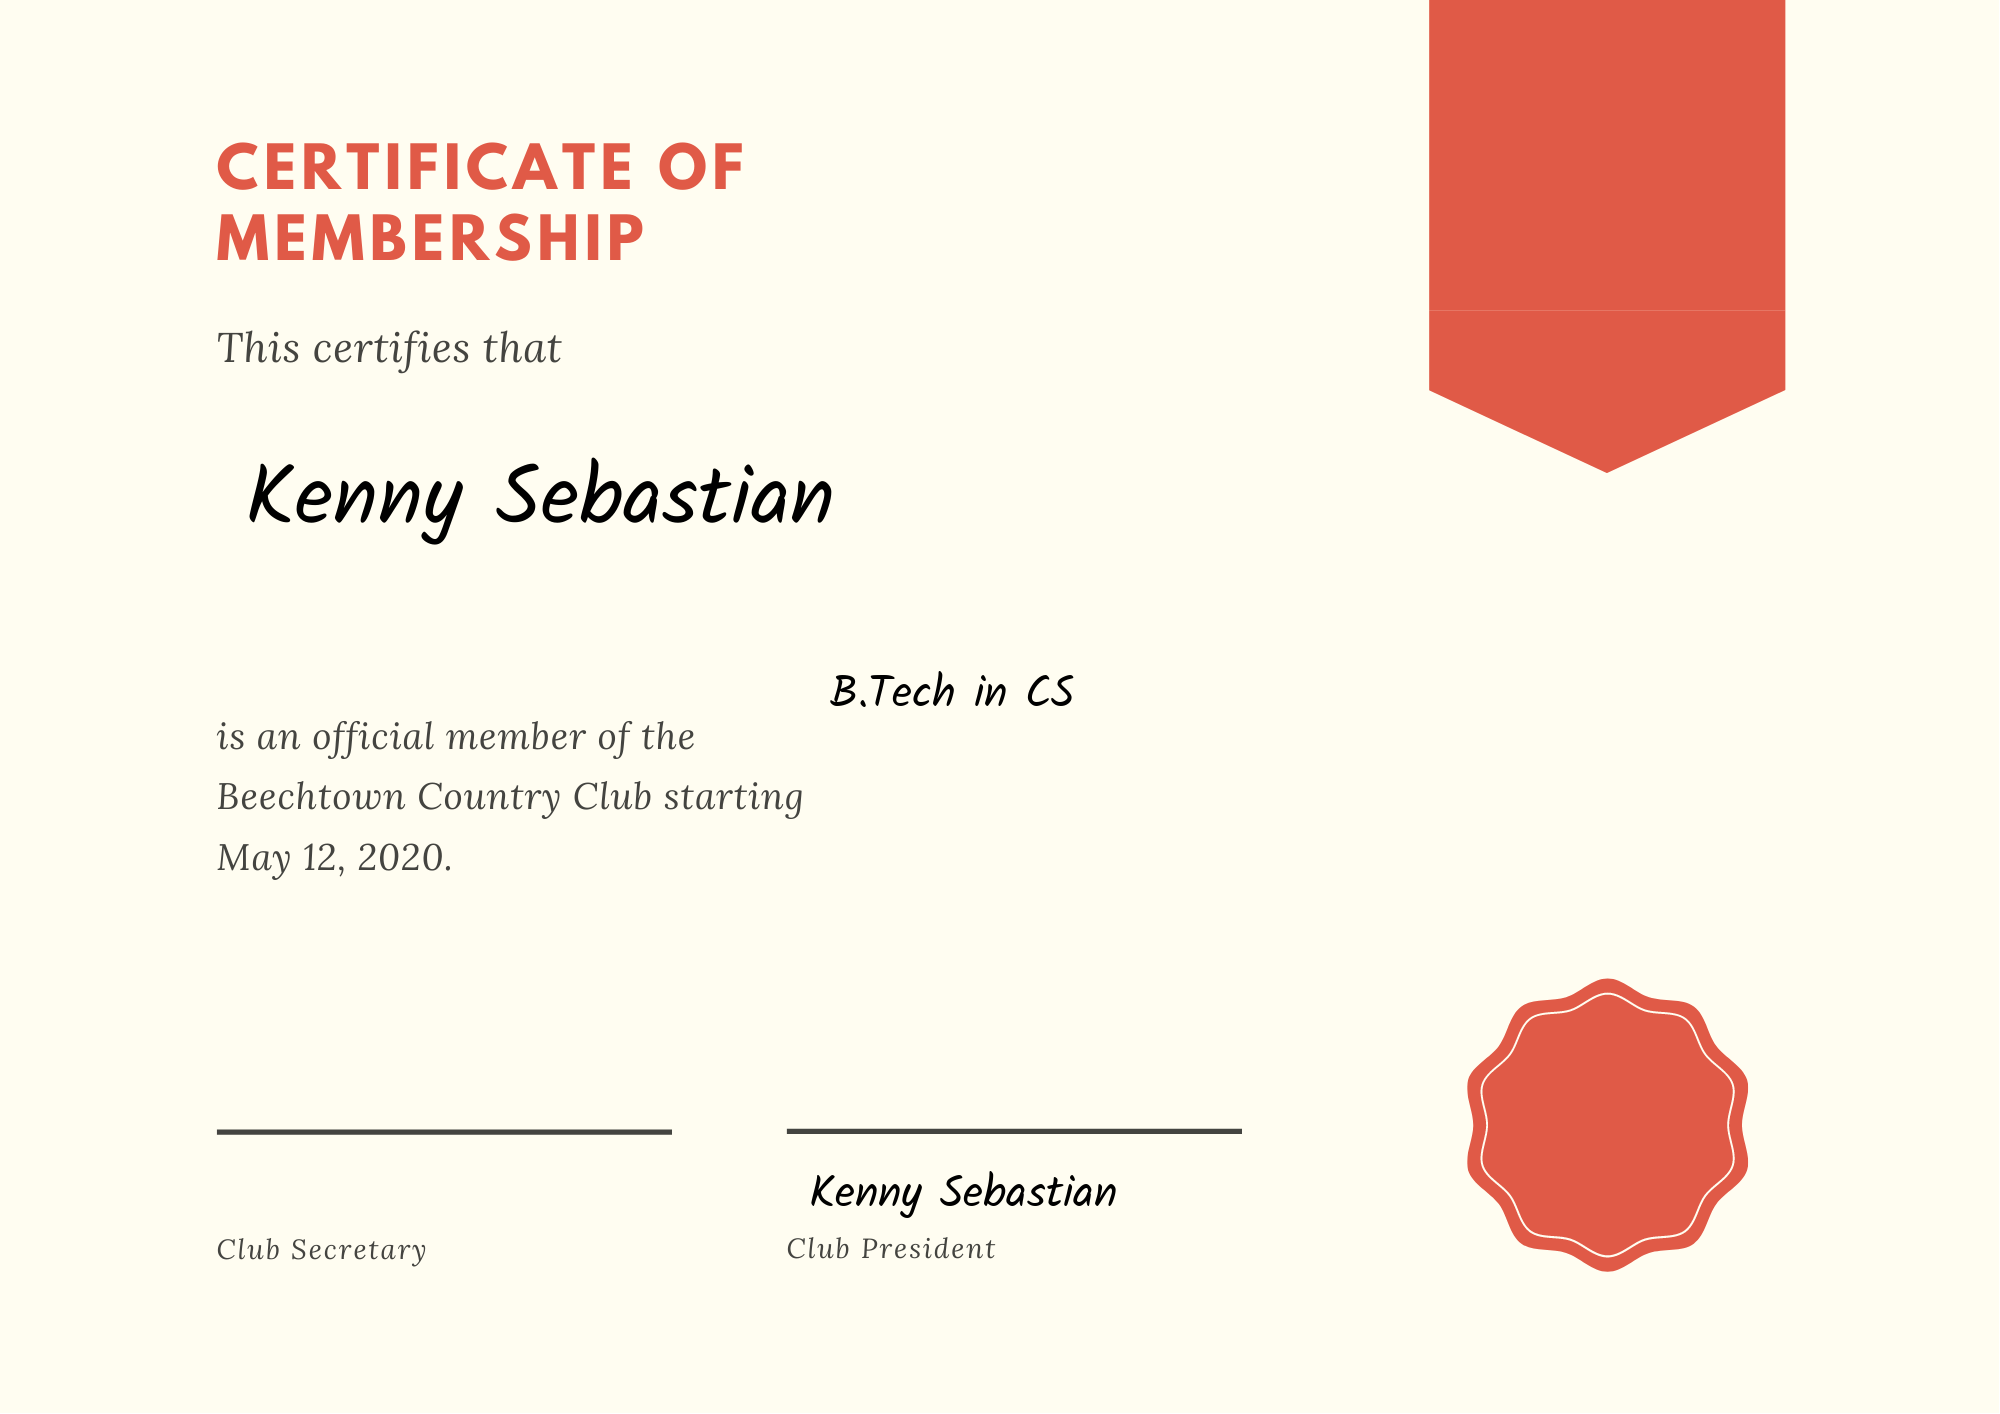 CERTIFICATE OF
MEMBERSHIP
This certifies that
Kenny Sebastian
B.Tech in CS
is an official member of the
Beechtown Country Club starting
May 12, 2020.
Kenny Sebastian
Club Secretary
Club President